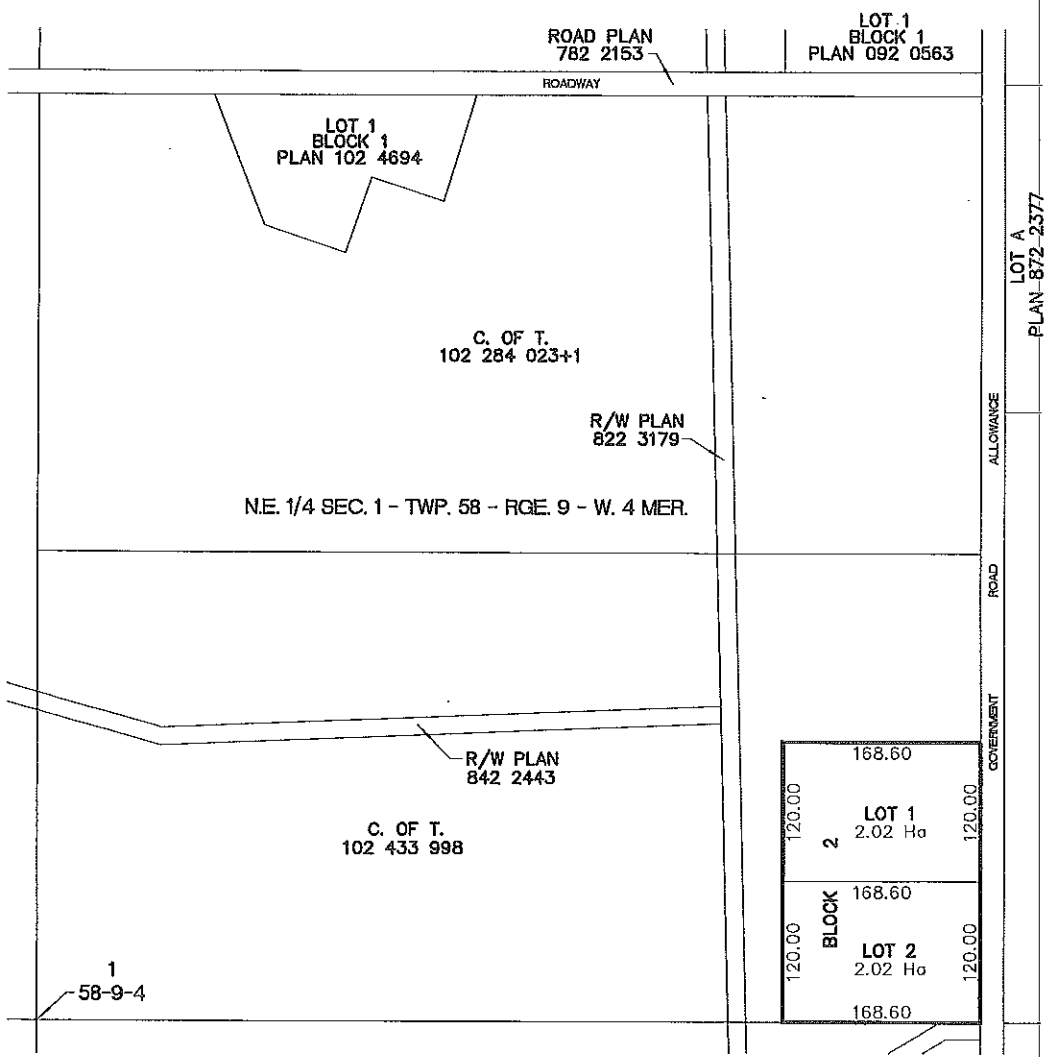 ROAD PLAN
782 2153
LOT 1
BLOCK 1
PLAN 092 0563
ROADWAY
LOT 1
BLOCK 1
PLAN 102 4694
LOT A
PLAN 872 2377
C. OF T.
102 284 023+1
R/W PLAN
822 3179
N.E. 1/4 SEC. 1 - TWP. 58 - RGE. 9 - W. 4 MER.
GOVERNMENT ROAD ALLOWANCE
R/W PLAN
842 2443
C. OF T.
102 433 998
168.60
120.00
LOT 1
2.02 Ha
120.00
BLOCK 2
168.60
120.00
LOT 2
2.02 Ha
120.00
168.60
1
58-9-4